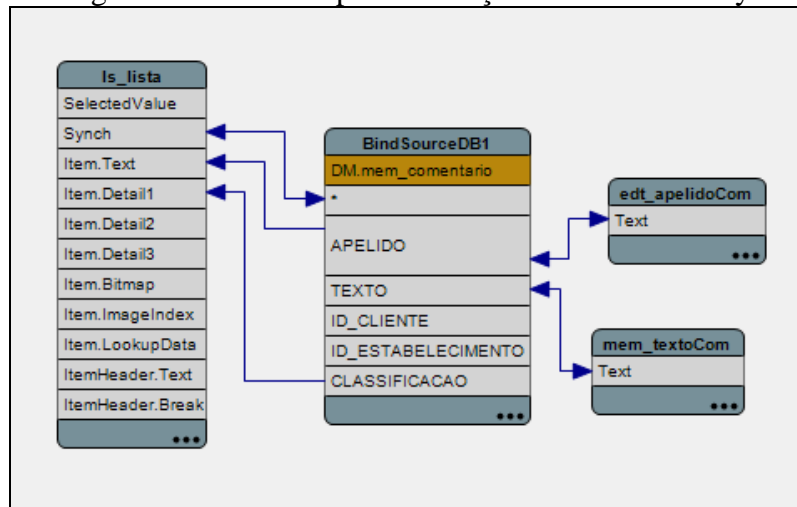 ls_lista
SelectedValue
Synch
Item.Text
Item.Detail1
Item.Detail2
Item.Detail3
Item.Bitmap
Item.ImageIndex
Item.LookupData
ItemHeader.Text
ItemHeader.Break
BindSourceDB1
DM.mem_comentario
*
APELIDO
TEXTO
ID_CLIENTE
ID_ESTABELECIMENTO
CLASSIFICACAO
edt_apelidoCom
Text
mem_textoCom
Text